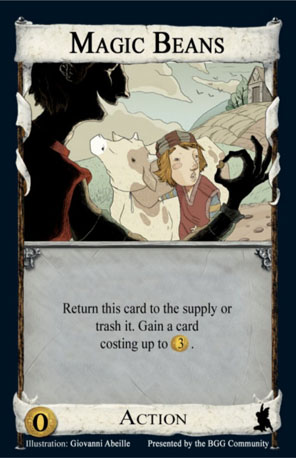 MAGIC BEANS
Return this card to the supply or
trash it. Gain a card
costing up to 3 .
0
ACTION
Illustration: Giovanni Abeille Presented by the BGG Community